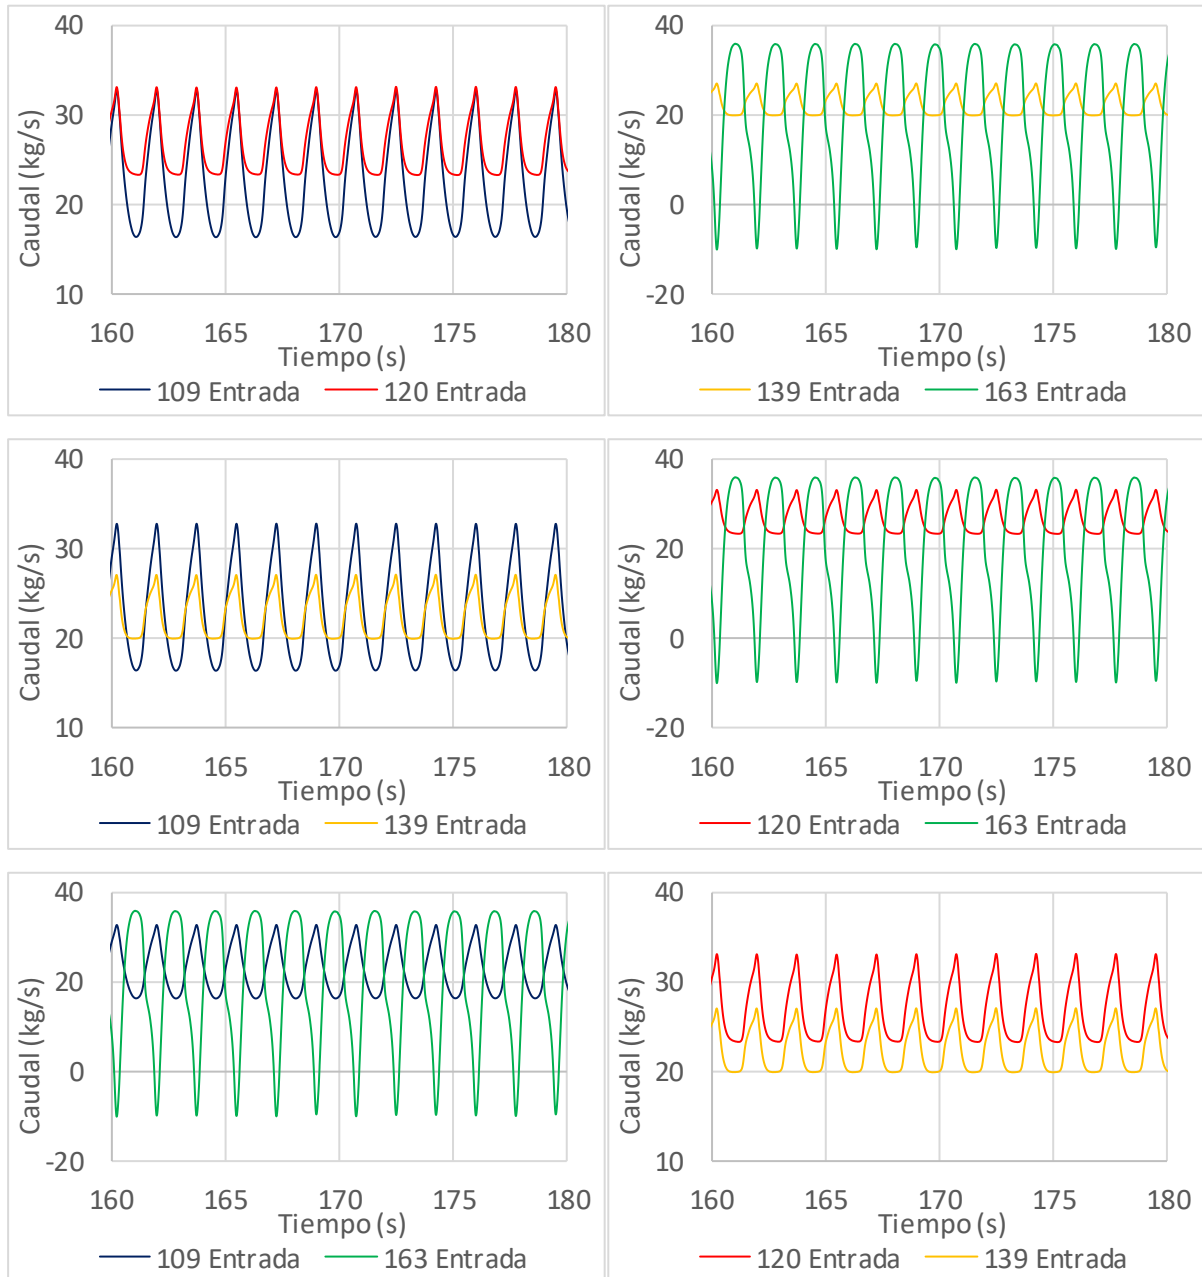 40
30
20
10
Caudal (kg/s)
160 165 170 175 180
Tiempo (s)
109 Entrada 120 Entrada
40
20
0
-20
Caudal (kg/s)
160 165 170 175 180
Tiempo (s)
139 Entrada 163 Entrada
40
30
20
10
Caudal (kg/s)
160 165 170 175 180
Tiempo (s)
109 Entrada 139 Entrada
40
20
0
-20
Caudal (kg/s)
160 165 170 175 180
Tiempo (s)
120 Entrada 163 Entrada
40
20
0
-20
Caudal (kg/s)
160 165 170 175 180
Tiempo (s)
109 Entrada 163 Entrada
40
30
20
10
Caudal (kg/s)
160 165 170 175 180
Tiempo (s)
120 Entrada 139 Entrada